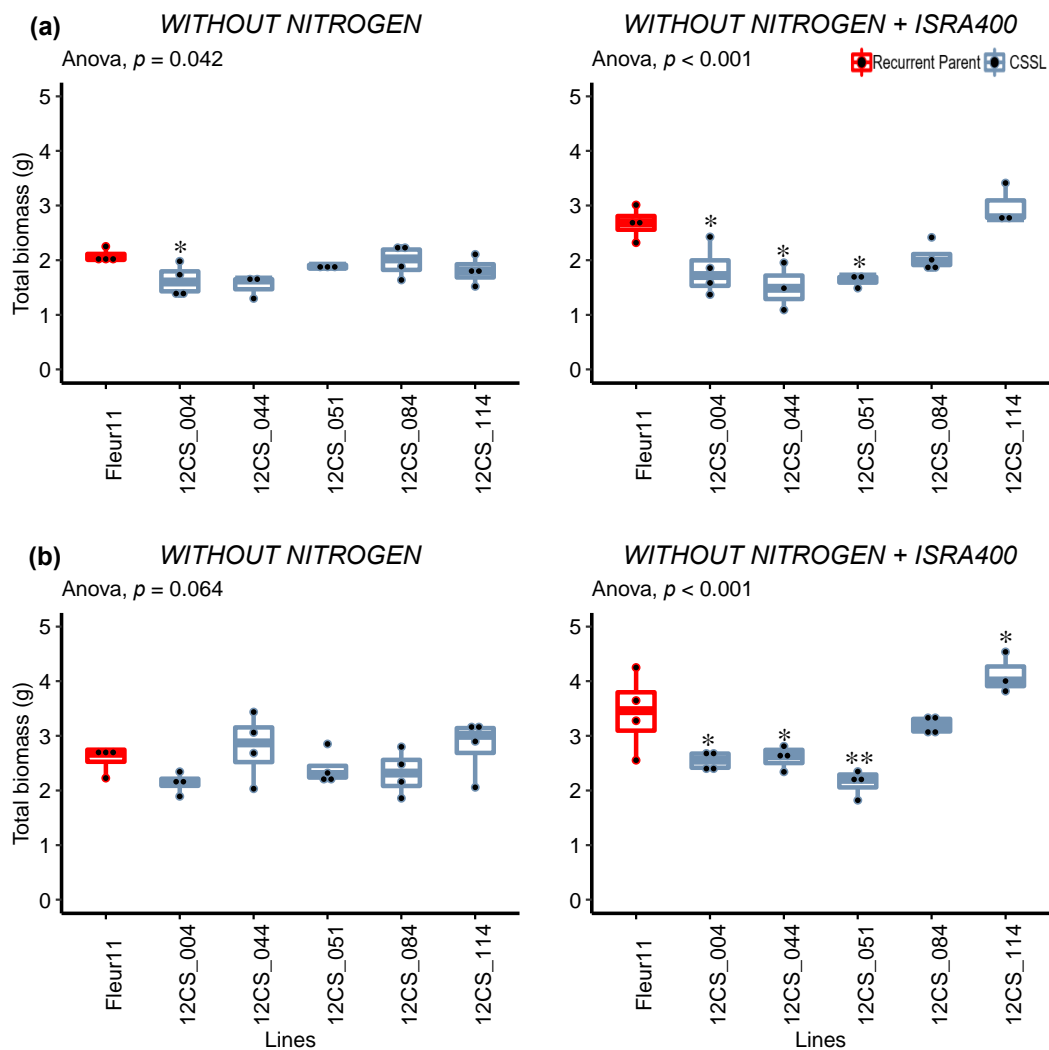 (a)
WITHOUT NITROGEN
WITHOUT NITROGEN + ISRA400
Anova, p = 0.042
Anova, p < 0.001
Recurrent Parent
CSSL
Total biomass (g)
5
4
3
2
1
0
*
5
4
3
2
1
0
*
*
*
Fleur11
12CS_004
12CS_044
12CS_051
12CS_084
12CS_114
Fleur11
12CS_004
12CS_044
12CS_051
12CS_084
12CS_114
(b)
WITHOUT NITROGEN
WITHOUT NITROGEN + ISRA400
Anova, p = 0.064
Anova, p < 0.001
Total biomass (g)
5
4
3
2
1
0
5
4
3
2
1
0
*
*
**
*
Fleur11
12CS_004
12CS_044
12CS_051
12CS_084
12CS_114
Fleur11
12CS_004
12CS_044
12CS_051
12CS_084
12CS_114
Lines
Lines